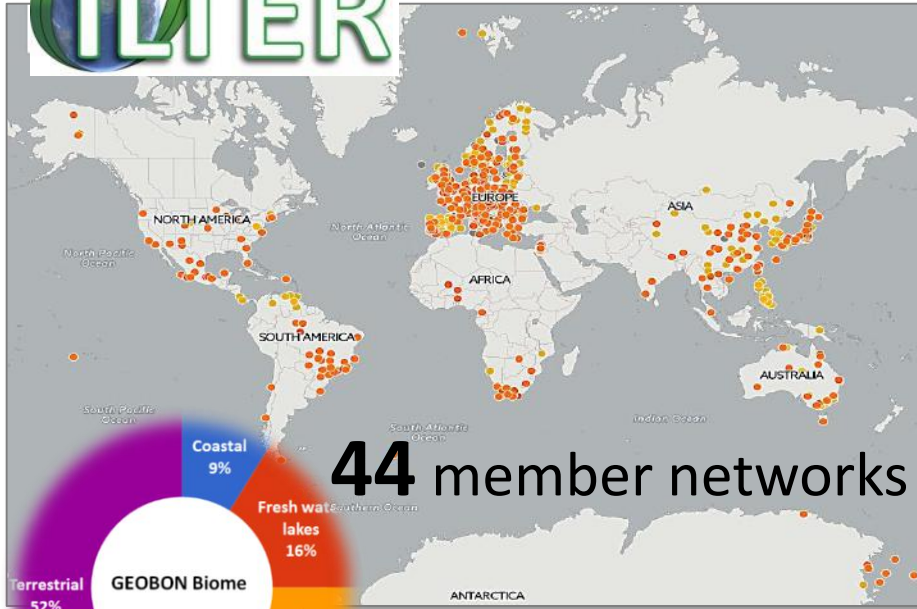 ILTER
NORTH AMERICA
EUROPE
ASIA
North Atlantic
Ocean
North Pacific
Ocean
AFRICA
SOUTH AMERICA
AUSTRALIA
South Pacific
Ocean
South Atlantic
Ocean
Indian Ocean
Coastal
9%
44 member networks
Fresh wat
Southern Ocean
lakes
16%
Terrestrial
52%
GEOBON Biome
ANTARCTICA